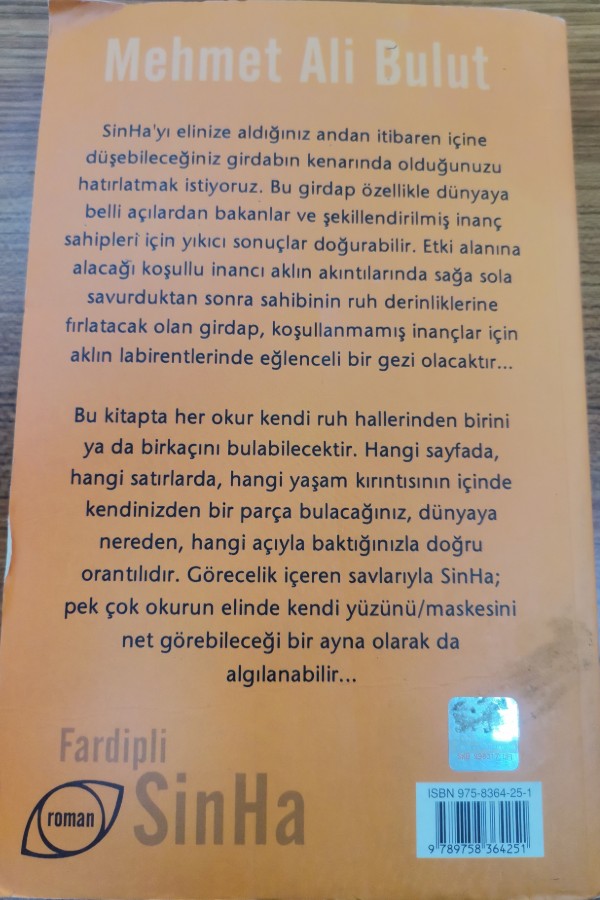 Mehmet Ali Bulut
SinHa'yı elinize aldığınız andan itibaren içine
düşebileceğiniz girdabın kenarında olduğunuzu
hatırlatmak istiyoruz. Bu girdap özellikle dünyaya
belli açılardan bakanlar ve şekillendirilmiş inanç
sahipleri için yıkıcı sonuçlar doğurabilir. Etki alanına
alacağı koşullu inancı aklın akıntılarında sağa sola
savurduktan sonra sahibinin ruh derinliklerine
fırlatacak olan girdap, koşullanmamış inançlar için
aklın labirentlerinde eğlenceli bir gezi olacaktır...
Bu kitapta her okur kendi ruh hallerinden birini
ya da birkaçını bulabilecektir. Hangi sayfada,
hangi satırlarda, hangi yaşam kırıntısının içinde
kendinizden bir parça bulacağınız, dünyaya
nereden, hangi açıyla baktığınızla doğru
orantılıdır. Görecelik içeren savlarıyla SinHa;
pek çok okurun elinde kendi yüzünü/maskesini
net görebileceği bir ayna olarak da
algılanabilir...
Fardipli
SinHa
roman
ISBN 975-8364-25-1
9 789758 364251